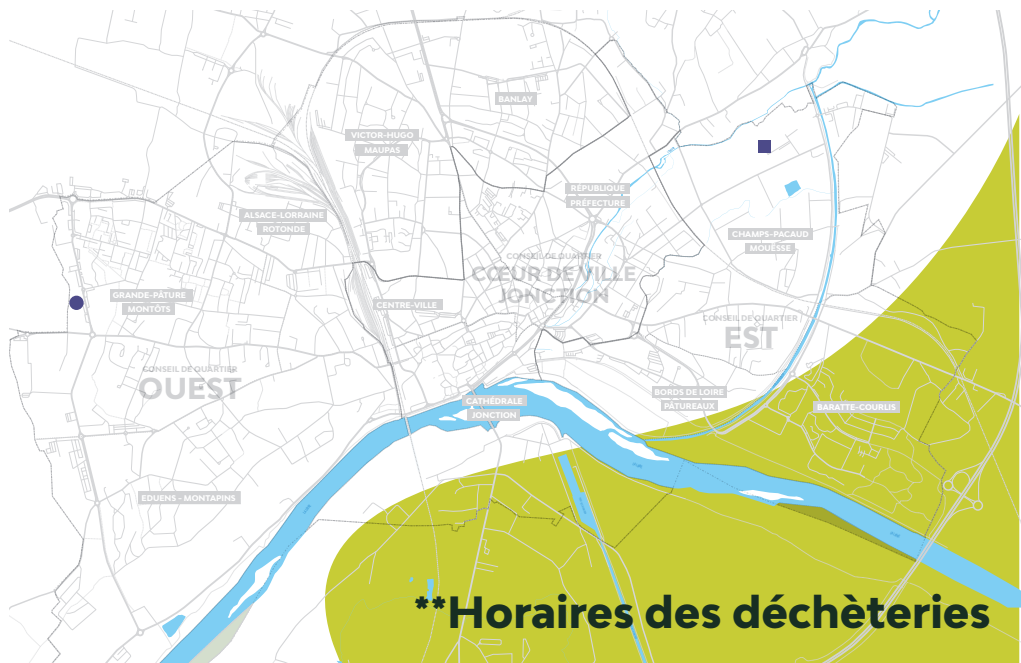 BANLAY
VICTOR-HUGO
MAUPAS
RÉPUBLIQUE
PRÉFECTURE
ALSACE-LORRAINE
ROTONDE
CHAMPS-PACAUD
MOUËSSE
CONSEIL DE QUARTIER
CŒUR DE VILLE
JONCTION
GRANDE-PÂTURE
MONTÔTS
CENTRE-VILLE
CONSEIL DE QUARTIER
EST
CONSEIL DE QUARTIER
OUEST
BORDS DE LOIRE
PÂTUREAUX
CATHÉDRALE
JONCTION
BARATTE-COURLIS
EDUENS - MONTAPINS
**Horaires des déchèteries